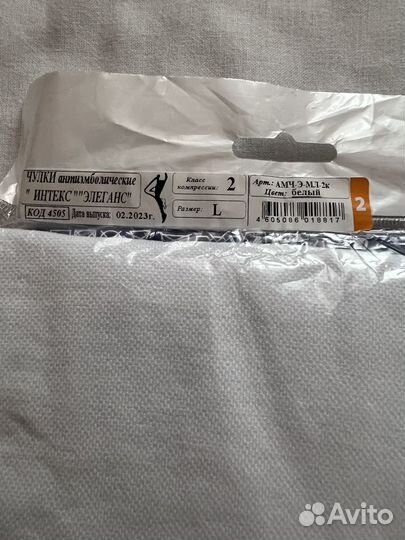 ЧУЛКИ антиэмболические
" ИНТЕКС ""ЭЛЕГАНС"
КОД 4505 Дата выпуска: 02.2023г.
Класс компрессии: 2
Размер: L
Арт.: АМЧ-Э-МЛ-2к
Цвет: белый
4 605086 018817
2
Avito